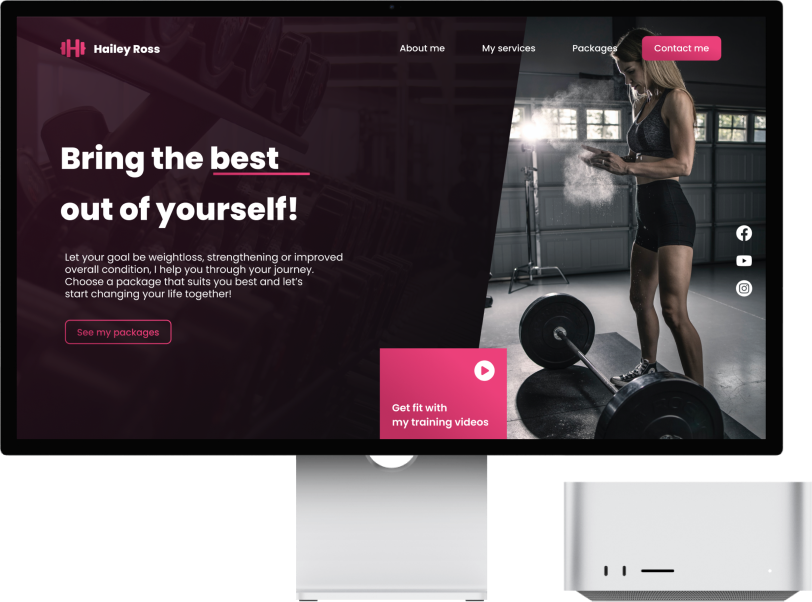 Hailey Ross
About me
My services
Packages
Contact me
Bring the best
out of yourself!
Let your goal be weightloss, strengthening or improved
overall condition, I help you through your journey.
Choose a package that suits you best and let's
start changing your life together!
See my packages
Get fit with
my training videos